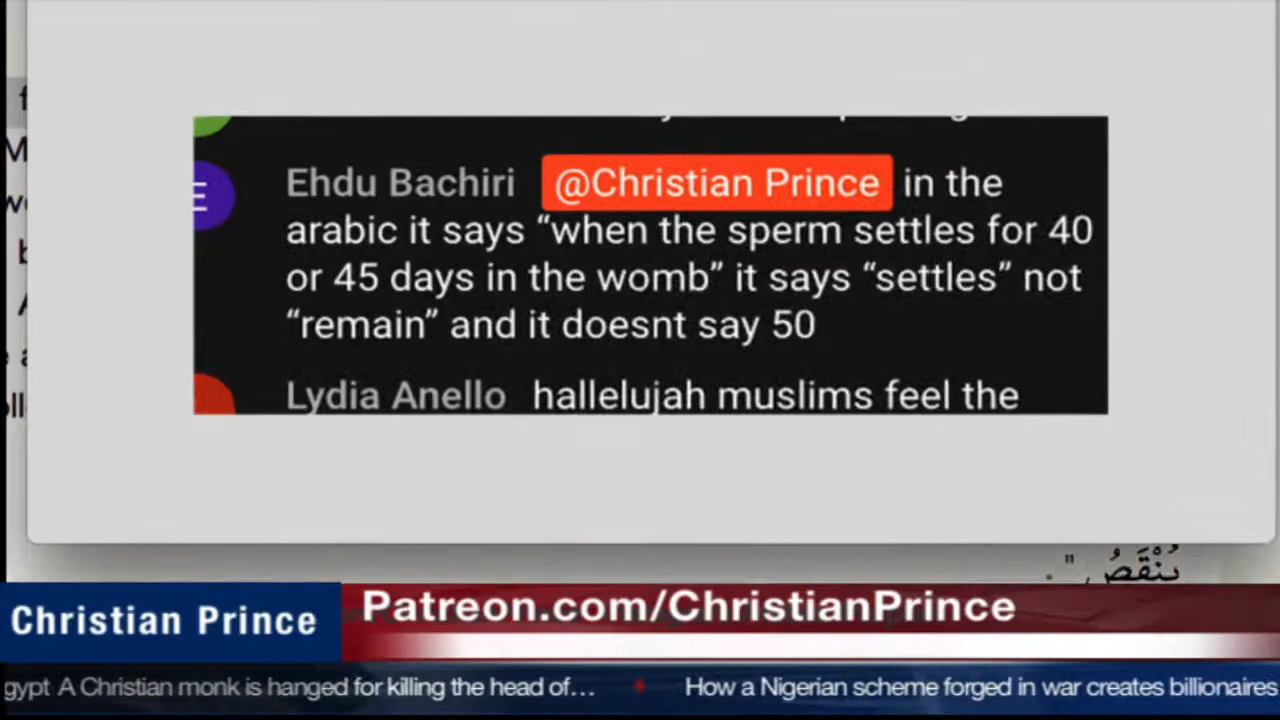 Ehdu Bachiri @Christian Prince in the
arabic it says “when the sperm settles for 40
or 45 days in the womb” it says “settles” not
“remain” and it doesnt say 50
Lydia Anello hallelujah muslims feel the
يُنْقَصُ " .
Christian Prince
Patreon.com/ChristianPrince
gypt A Christian monk is hanged for killing the head of… How a Nigerian scheme forged in war creates billionaires